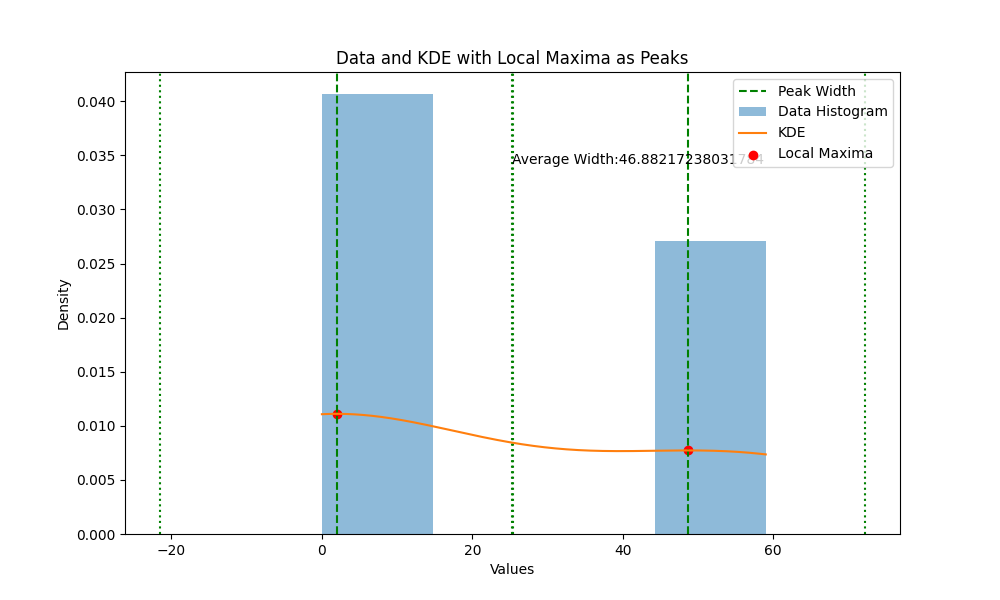 Data and KDE with Local Maxima as Peaks
Peak Width
Data Histogram
KDE
Local Maxima
Average Width:46.88217238031784
0.040
0.035
0.030
0.025
0.020
0.015
0.010
0.005
0.000
Density
−20
0
20
40
60
Values